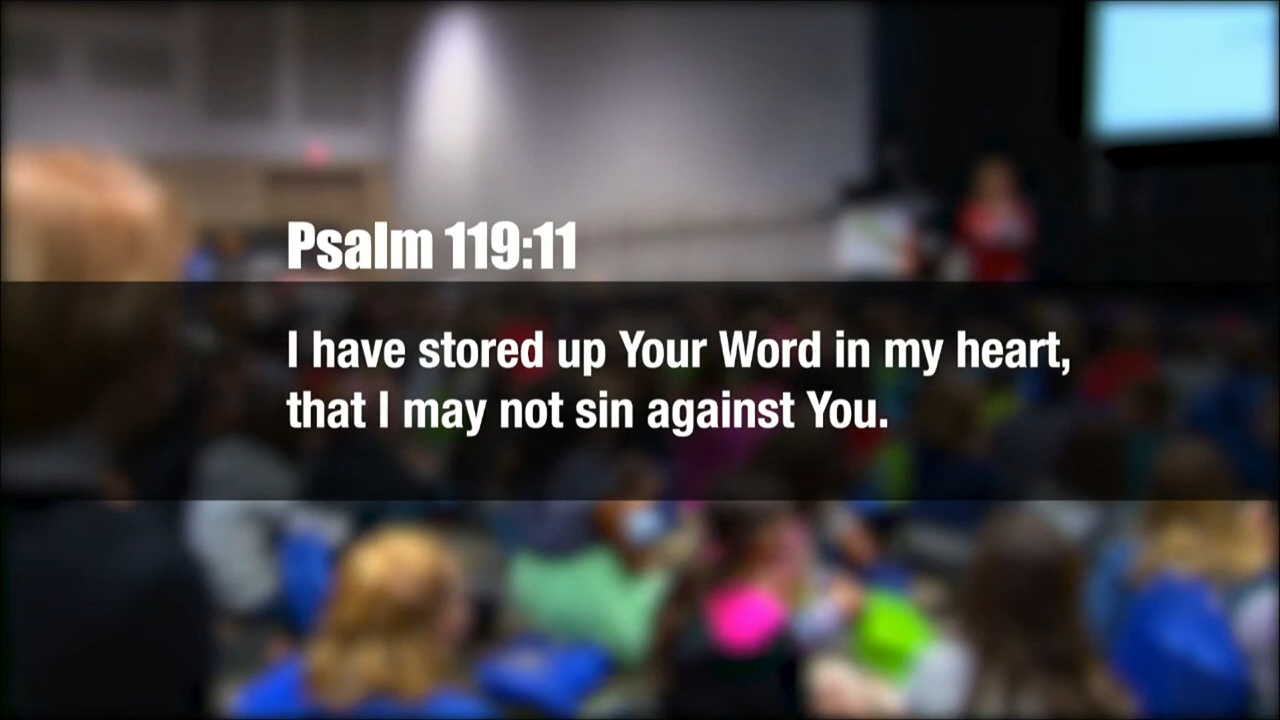 Psalm 119:11
I have stored up Your Word in my heart,
that I may not sin against You.